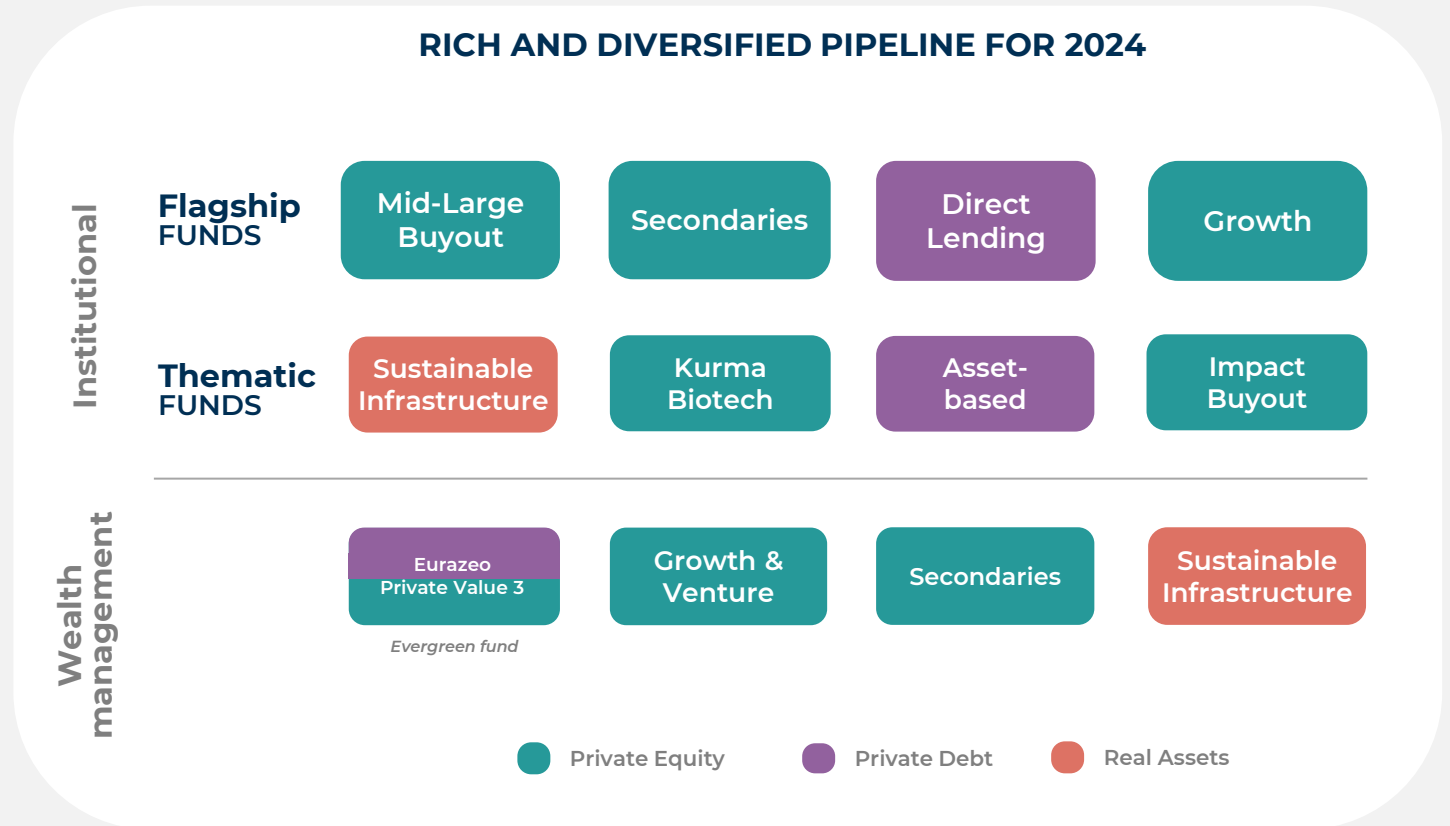 RICH AND DIVERSIFIED PIPELINE FOR 2024
Institutional
Flagship
FUNDS
Mid-Large
Buyout
Secondaries
Direct
Lending
Growth
Thematic
FUNDS
Sustainable
Infrastructure
Kurma
Biotech
Asset-
based
Impact
Buyout
Wealth
management
Eurazeo
Private Value 3
Evergreen fund
Growth &
Venture
Secondaries
Sustainable
Infrastructure
Private Equity
Private Debt
Real Assets